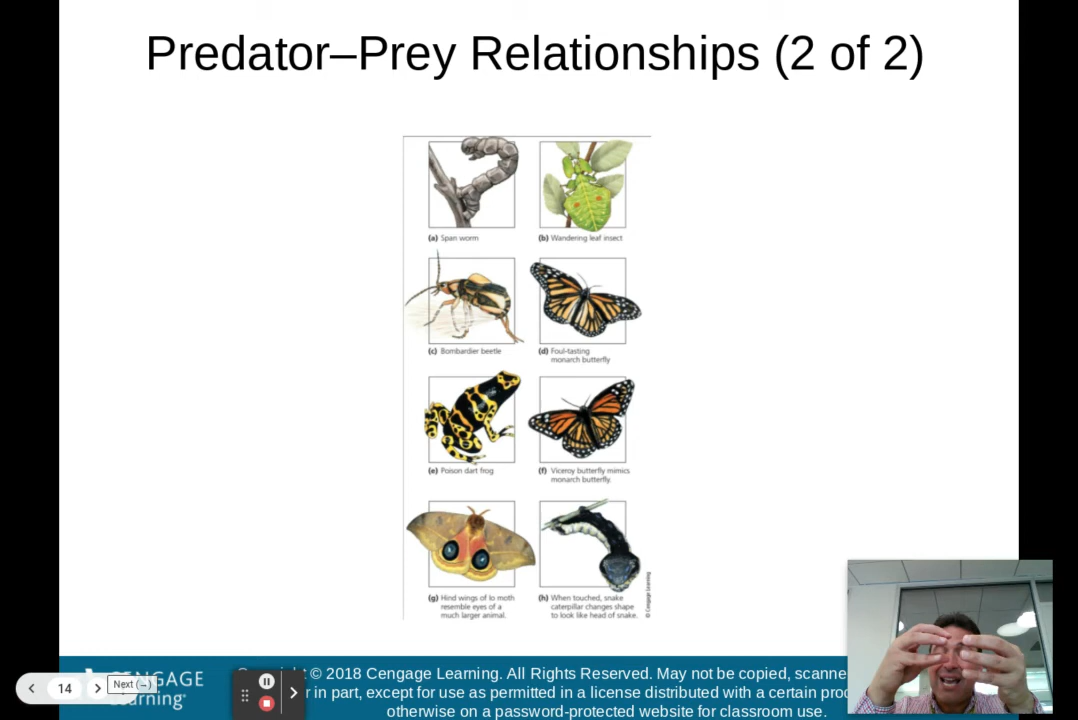 Predator–Prey Relationships (2 of 2)
(a) Span worm
(b) Wandering leaf insect
(c) Bombardier beetle
(d) Foul-tasting
monarch butterfly
(e) Poison dart frog
(f) Viceroy butterfly mimics
monarch butterfly.
(g) Hind wings of Io moth
resemble eyes of a
much larger animal.
(h) When touched, snake
caterpillar changes shape
to look like head of snake.
© Cengage Learning
14
Next (→)
CENGAGE
Learning®
© 2018 Cengage Learning. All Rights Reserved. May not be copied,
in part, except for use as permitted in a license distributed with a certain
otherwise on a password-protected website for classroom use.